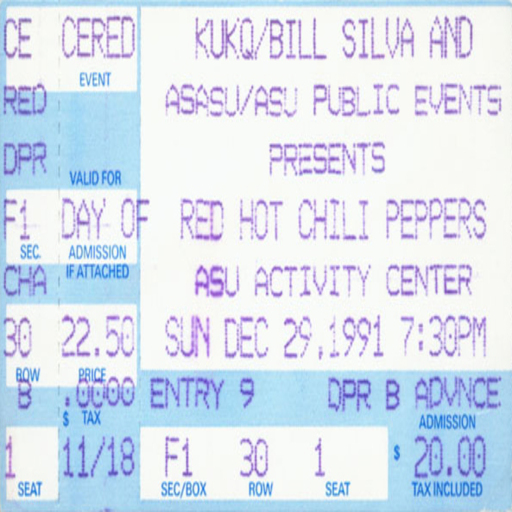 CE CERED KUKQ/BILL SILVA AND
EVENT
RED ASASU/ASU PUBLIC EVENTS
DPR PRESENTS
VALID FOR
F1 DAY OF RED HOT CHILI PEPPERS
SEC. ADMISSION
IF ATTACHED
CHA ASU ACTIVITY CENTER
30 22.50 SUN DEC 29,1991 7:30PM
ROW PRICE
B .0000 ENTRY 9 DPR B ADVNCE
$ TAX ADMISSION
1 11/18 F1 30 1 $ 20.00
SEAT SEC/BOX ROW SEAT TAX INCLUDED